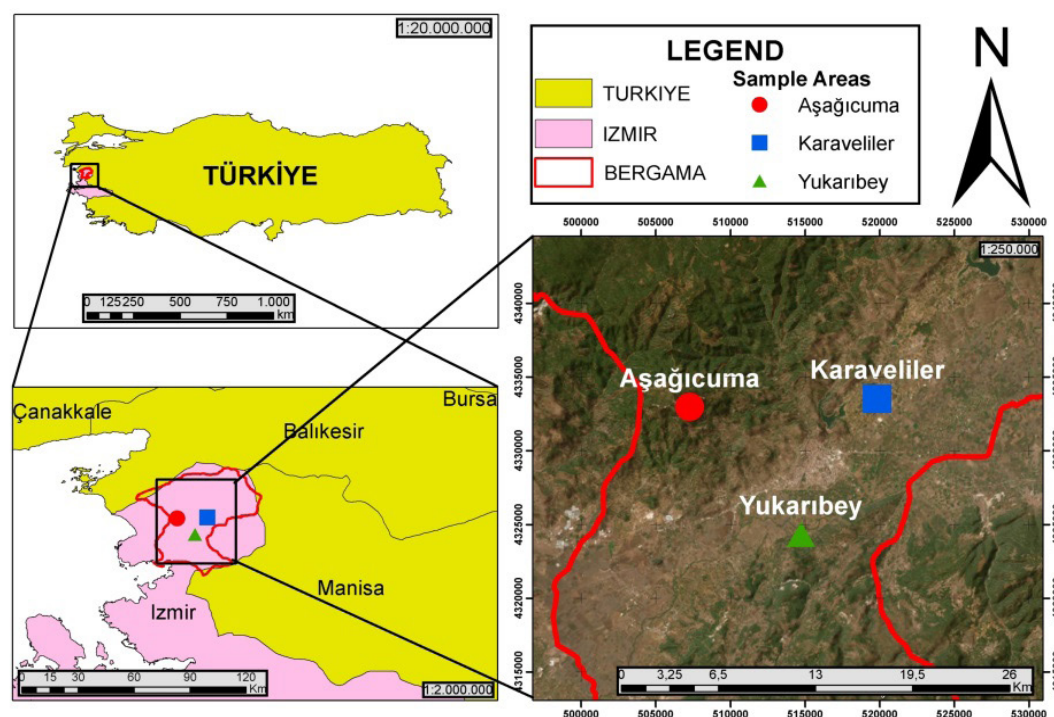 1:20.000.000
TÜRKİYE
0 125 250 500 750 1.000
km
LEGEND
Sample Areas
TURKIYE
IZMIR
BERGAMA
Aşağıcuma
Karaveliler
Yukarıbey
N
Çanakkale
Bursa
Balıkesir
Manisa
Izmir
0 15 30 60 90 120
Km
1:2.000.000
500000 505000 510000 515000 520000 525000 530000
1:250.000
4340000
4335000
4330000
4325000
4320000
4315000
Aşağıcuma
Karaveliler
Yukarıbey
0 3,25 6,5 13 19,5 26
Km
500000 505000 510000 515000 520000 525000 530000